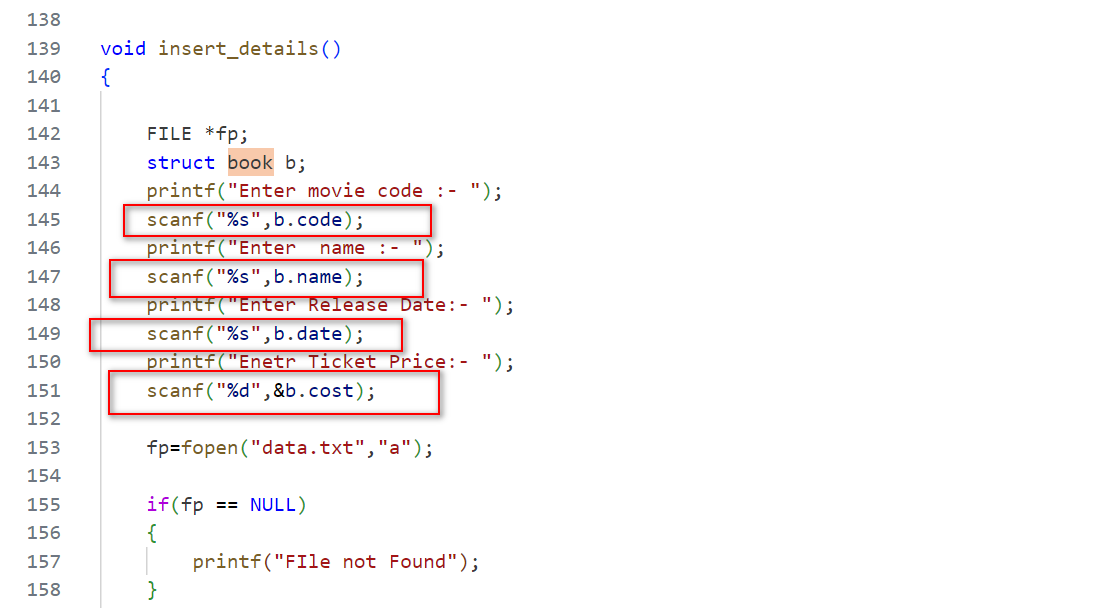 138
139 void insert_details()
140 {
141
142 FILE *fp;
143 struct book b;
144 printf("Enter movie code :- ");
145 scanf("%s",b.code);
146 printf("Enter  name :- ");
147 scanf("%s",b.name);
148 printf("Enter Release Date:- ");
149 scanf("%s",b.date);
150 printf("Enetr Ticket Price:- ");
151 scanf("%d",&b.cost);
152
153 fp=fopen("data.txt","a");
154
155 if(fp == NULL)
156 {
157 printf("FIle not Found");
158 }